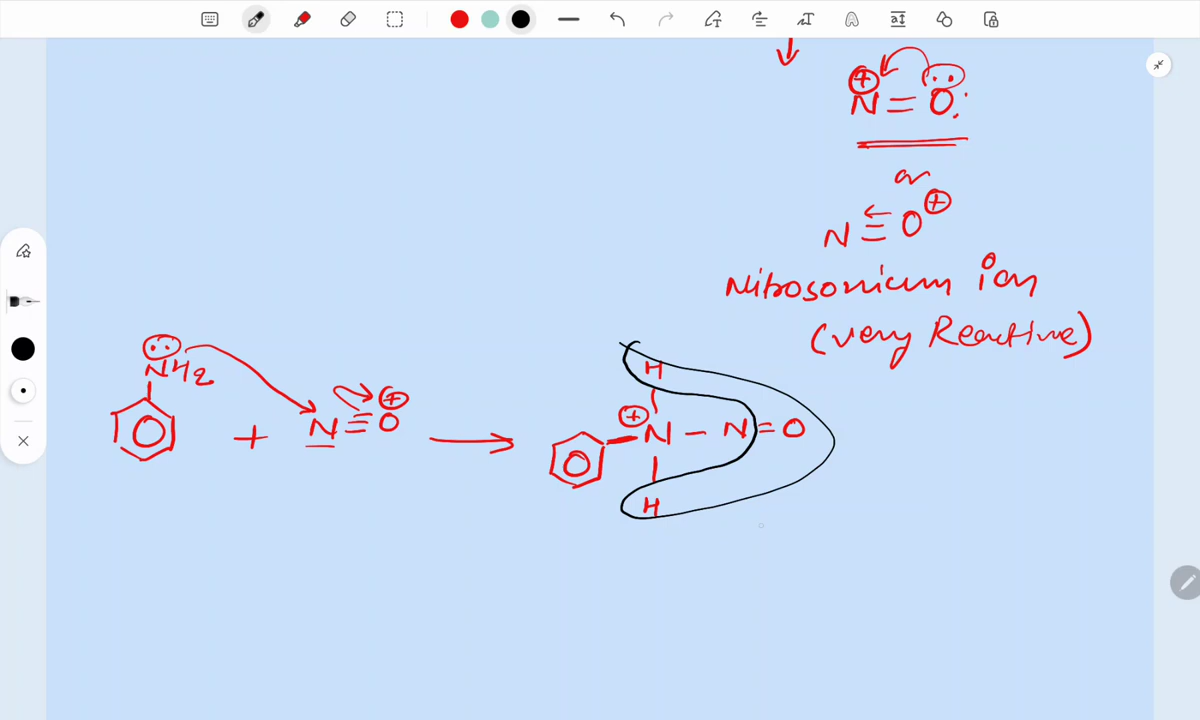 ⊕
N = O
or
N ≡ O⊕
Nitrosonium ion
(very Reactive)
NH2
+ N ≡ O⊕ →
H
⊕
N - N = O
H